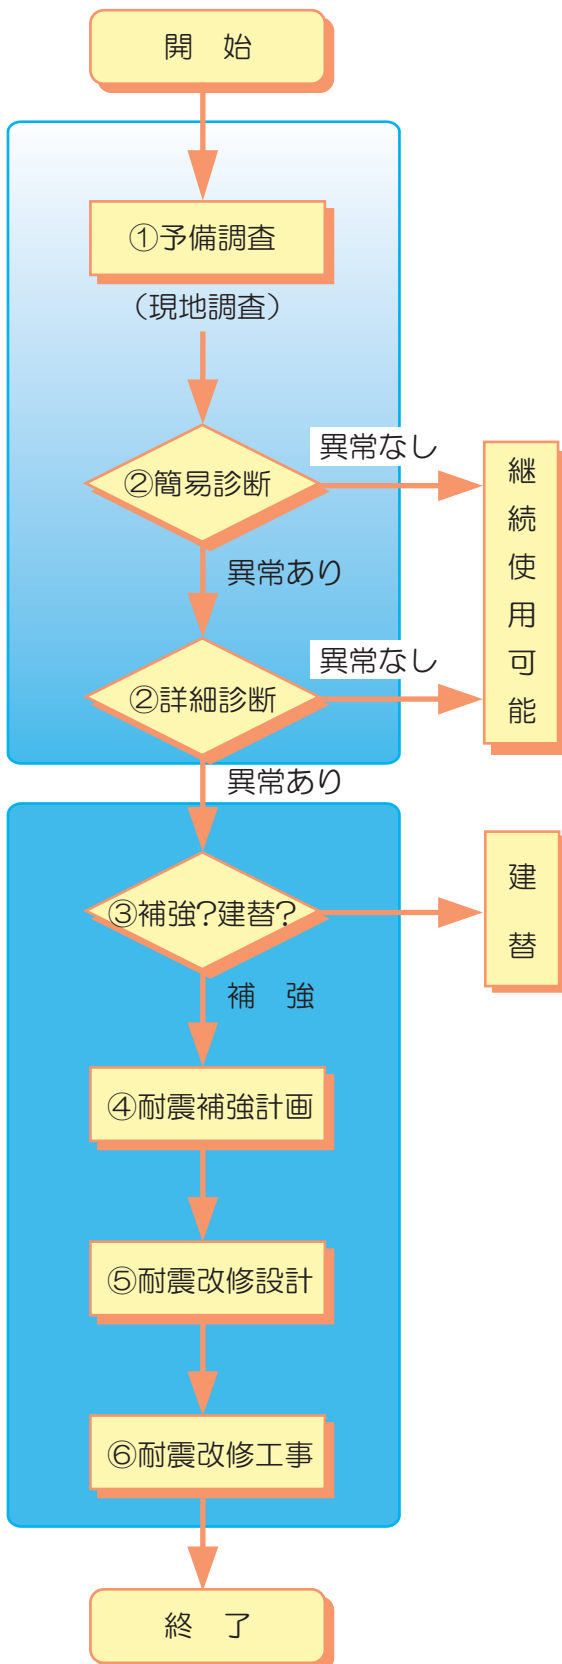 開　始
①予備調査
（現地調査）
②簡易診断
異常なし
継続使用可能
異常あり
②詳細診断
異常なし
異常あり
③補強?建替?
建替
補　強
④耐震補強計画
⑤耐震改修設計
⑥耐震改修工事
終　了